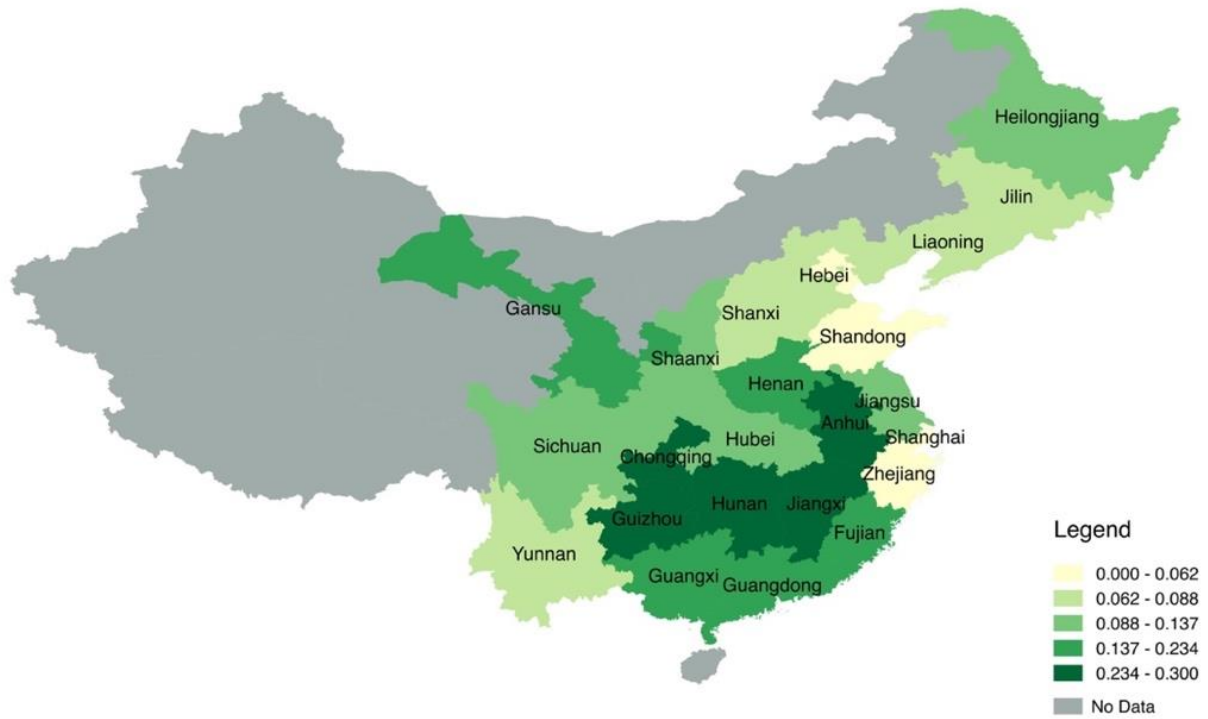 Heilongjiang
Jilin
Liaoning
Hebei
Gansu
Shanxi
Shandong
Shaanxi
Henan
Jiangsu
Anhui
Shanghai
Sichuan
Hubei
Chongqing
Zhejiang
Hunan
Jiangxi
Guizhou
Fujian
Yunnan
Guangxi
Guangdong
Legend
0.000 - 0.062
0.062 - 0.088
0.088 - 0.137
0.137 - 0.234
0.234 - 0.300
No Data